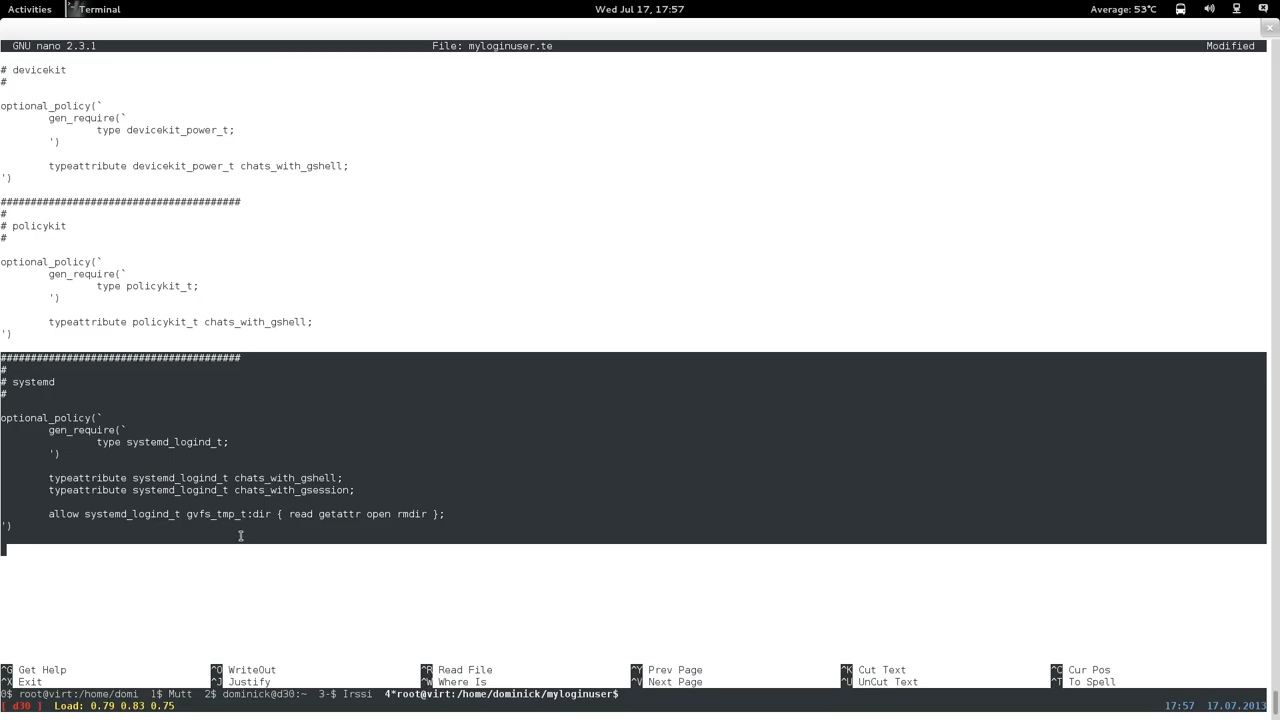 Activities Terminal Wed Jul 17, 17:57 Average: 53°C
GNU nano 2.3.1 File: myloginuser.te Modified
# devicekit
#
optional_policy(`
gen_require(`
type devicekit_power_t;
')
typeattribute devicekit_power_t chats_with_gshell;
')
########################################
#
# policykit
#
optional_policy(`
gen_require(`
type policykit_t;
')
typeattribute policykit_t chats_with_gshell;
')
########################################
#
# systemd
#
optional_policy(`
gen_require(`
type systemd_logind_t;
')
typeattribute systemd_logind_t chats_with_gshell;
typeattribute systemd_logind_t chats_with_gsession;
allow systemd_logind_t gvfs_tmp_t:dir { read getattr open rmdir };
')
^G Get Help ^O WriteOut ^R Read File ^Y Prev Page ^K Cut Text ^C Cur Pos
^X Exit ^J Justify ^W Where Is ^V Next Page ^U UnCut Text ^T To Spell
0$ root@virt:/home/domi 1$ Mutt 2$ dominick@d30:~ 3-$ Irssi 4*root@virt:/home/dominick/myloginuser$
[ d30 ] Load: 0.79 0.83 0.75 17:57 17.07.2013